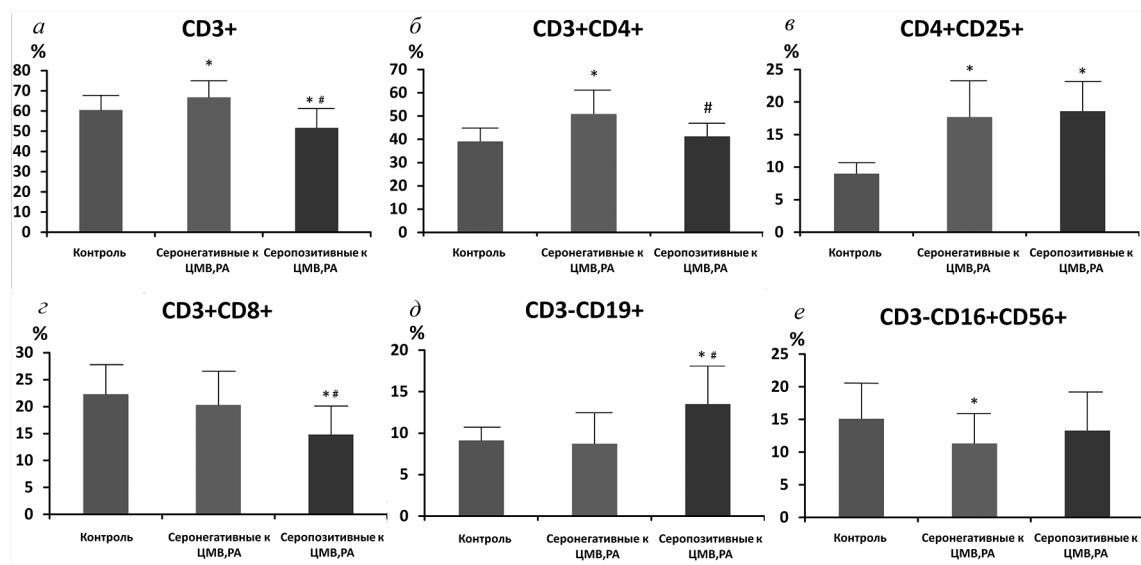 а CD3+
%
80
70
60
50
40
30
20
10
0
*
* #
Контроль
Серонегативные к
ЦМВ,РА
Серопозитивные к
ЦМВ,РА
б CD3+CD4+
%
70
60
50
40
30
20
10
0
*
#
Контроль
Серонегативные к
ЦМВ,РА
Серопозитивные к
ЦМВ,РА
в CD4+CD25+
%
25
20
15
10
5
0
*
*
Контроль
Серонегативные к
ЦМВ,РА
Серопозитивные к
ЦМВ,РА
г CD3+CD8+
%
30
25
20
15
10
5
0
* #
Контроль
Серонегативные к
ЦМВ,РА
Серопозитивные к
ЦМВ,РА
д CD3-CD19+
%
20
15
10
5
0
* #
Контроль
Серонегативные к
ЦМВ,РА
Серопозитивные к
ЦМВ,РА
е CD3-CD16+CD56+
%
25
20
15
10
5
0
*
Контроль
Серонегативные к
ЦМВ,РА
Серопозитивные к
ЦМВ,РА